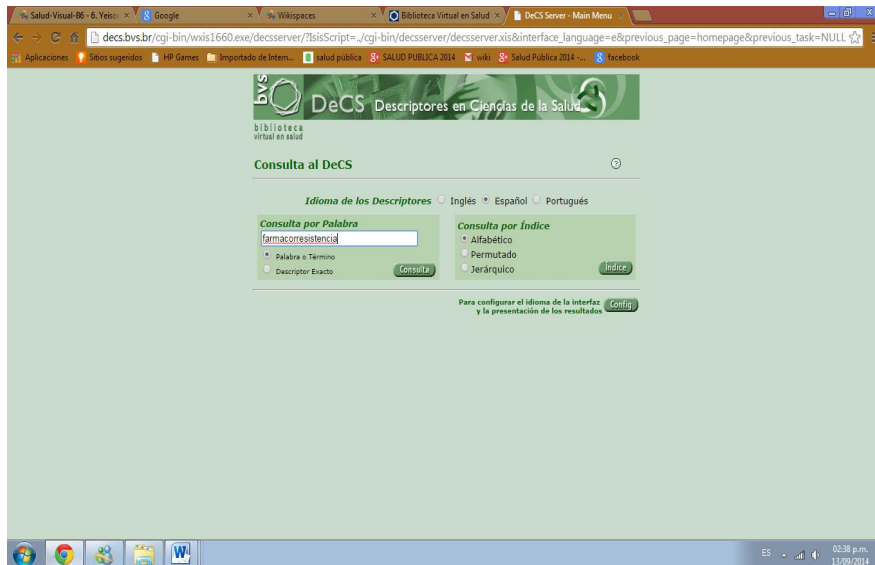 Salud-Visual-B6 - 6. Yeiso
Google
Wikispaces
Biblioteca Virtual en Salud
DeCS Server - Main Menu
decs.bvs.br/cgi-bin/wxis1660.exe/decsserver/?IsisScript=../cgi-bin/decsserver/decsserver.xis&interface_language=e&previous_page=homepage&previous_task=NULL
Aplicaciones Sitios sugeridos HP Games Importado de Intern... salud pública SALUD PUBLICA 2014 wiki Salud Pública 2014 -... facebook
bvs
DeCS Descriptores en Ciencias de la Salud
biblioteca
virtual en salud
Consulta al DeCS
Idioma de los Descriptores Inglés Español Portugués
Consulta por Palabra
farmacorresistencia
Palabra o Término
Descriptor Exacto
Consulta
Consulta por Índice
Alfabético
Permutado
Jerárquico
Índice
Para configurar el idioma de la interfaz
y la presentación de los resultados
Config
ES
02:38 p.m.
13/09/2014